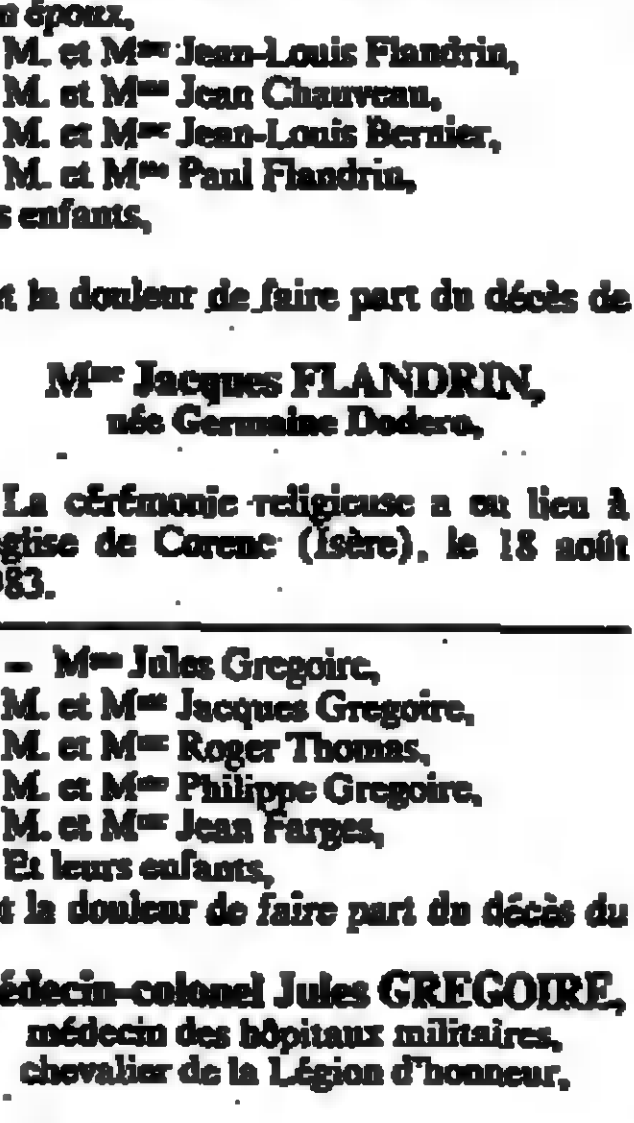 n époux,
M. et Mme Jean-Louis Flandrin,
M. et Mme Jean Chauveau,
M. et Mme Jean-Louis Bernier,
M. et Mme Paul Flandrin,
s enfants,
t la douleur de faire part du décès de
Mme Jacques FLANDRIN,
née Germaine Dodero,
La cérémonie religieuse a eu lieu à
église de Corenc (Isère), le 18 août
983.
– Mme Jules Gregoire,
M. et Mme Jacques Gregoire,
M. et Mme Roger Thomas,
M. et Mme Philippe Gregoire,
M. et Mme Jean Farges,
Et leurs enfants,
t la douleur de faire part du décès du
édecin-colonel Jules GREGOIRE,
médecin des hôpitaux militaires,
chevalier de la Légion d'honneur,